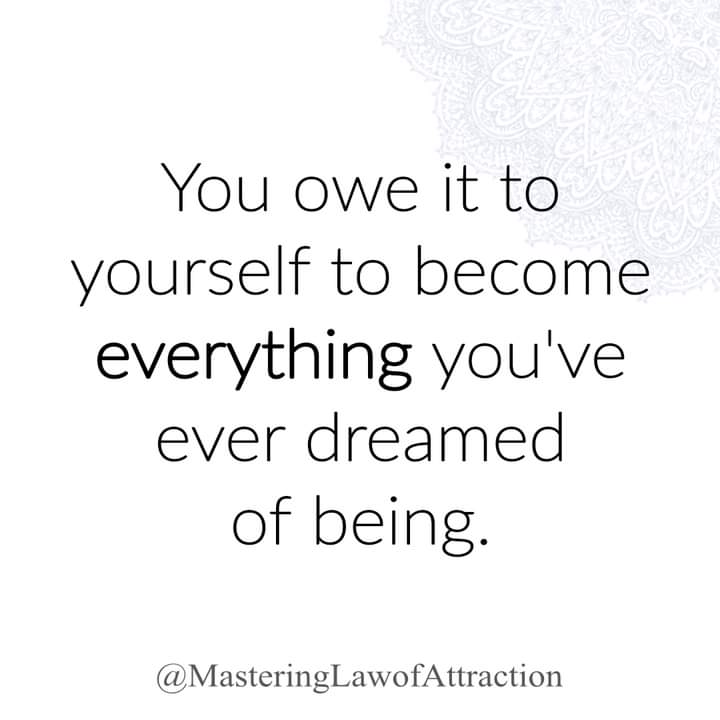 You owe it to
yourself to become
everything you've
ever dreamed
of being.
@MasteringLawofAttraction